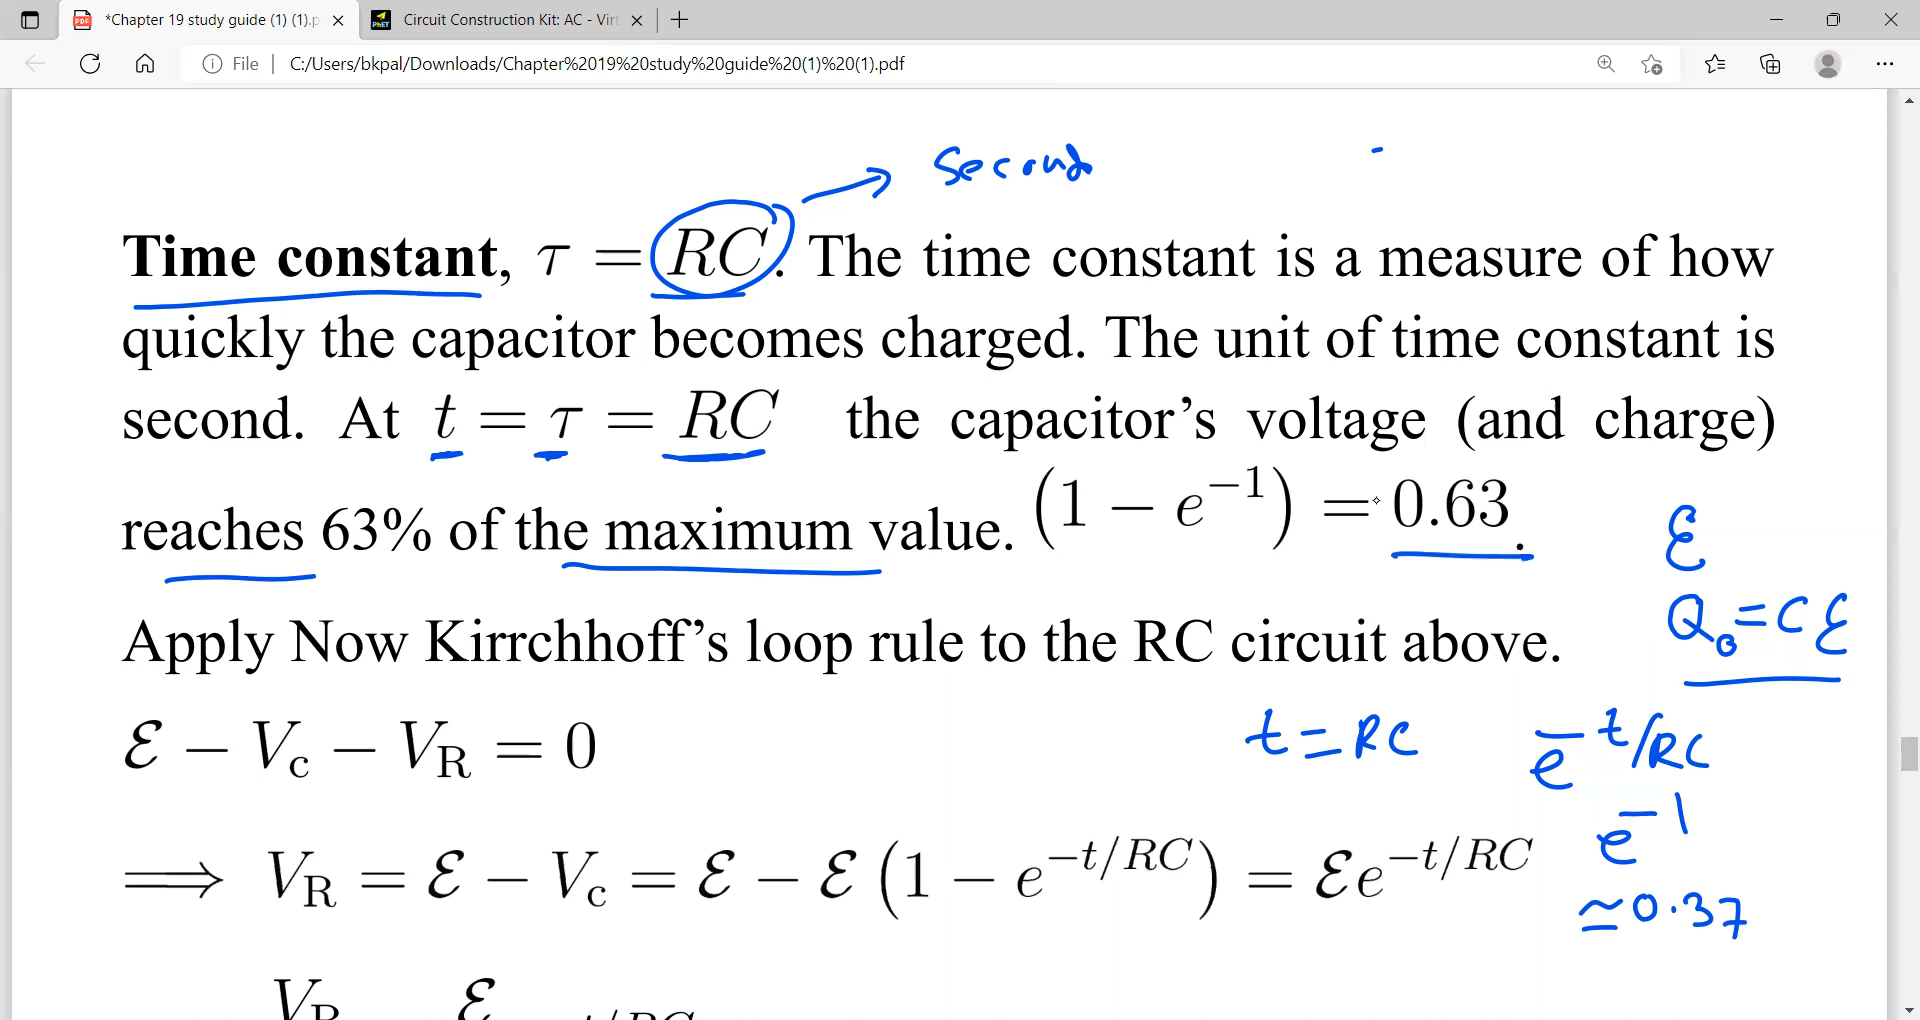 *Chapter 19 study guide (1) (1).p
Circuit Construction Kit: AC - Virt
File | C:/Users/bkpal/Downloads/Chapter%2019%20study%20guide%20(1)%20(1).pdf
Second
Time constant, τ = RC. The time constant is a measure of how
quickly the capacitor becomes charged. The unit of time constant is
second. At t = τ = RC the capacitor’s voltage (and charge)
reaches 63% of the maximum value. (1 − e⁻¹) = 0.63.
ℰ
Q₀ = Cℰ
Apply Now Kirrchhoff’s loop rule to the RC circuit above.
ℰ − V_c − V_R = 0
t = RC
e^{-t/RC}
e⁻¹
≃ 0.37
⟹ V_R = ℰ − V_c = ℰ − ℰ(1 − e^{−t/RC}) = ℰe^{−t/RC}
V_R ℰ